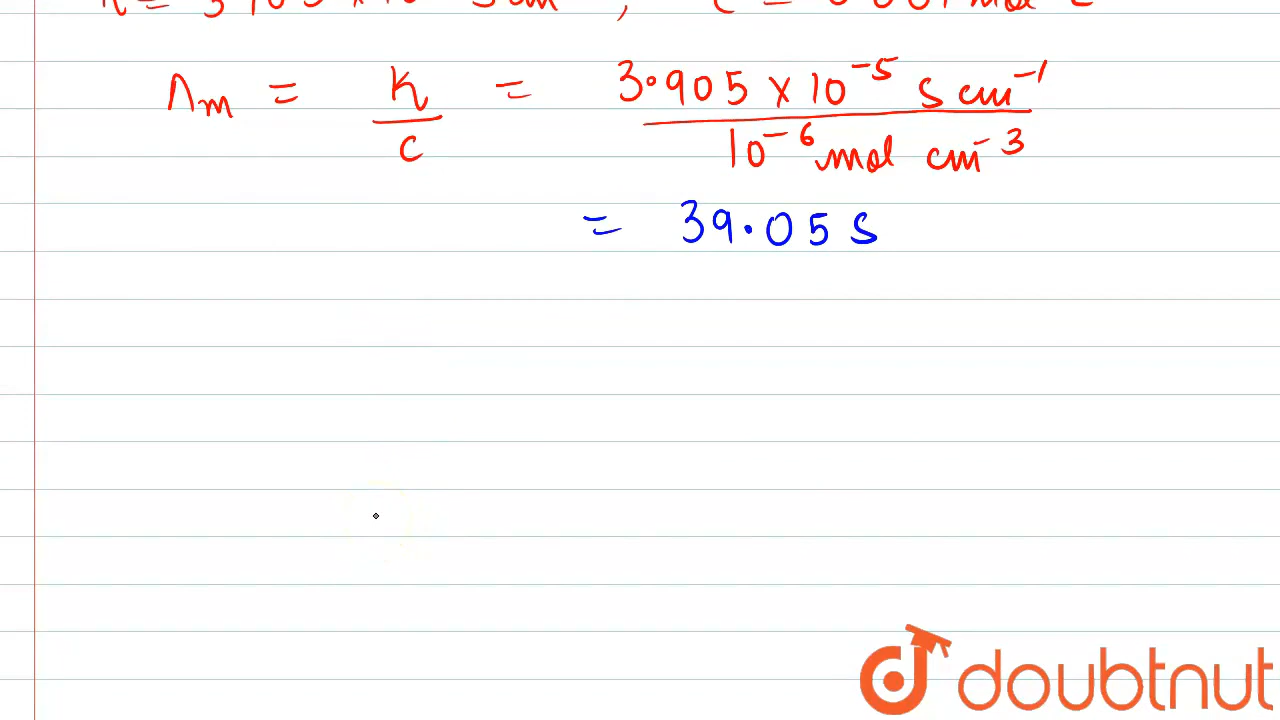 Λm = K/c = 3.905 × 10⁻⁵ S cm⁻¹ / 10⁻⁶ mol cm⁻³
= 39.05 S
doubtnut